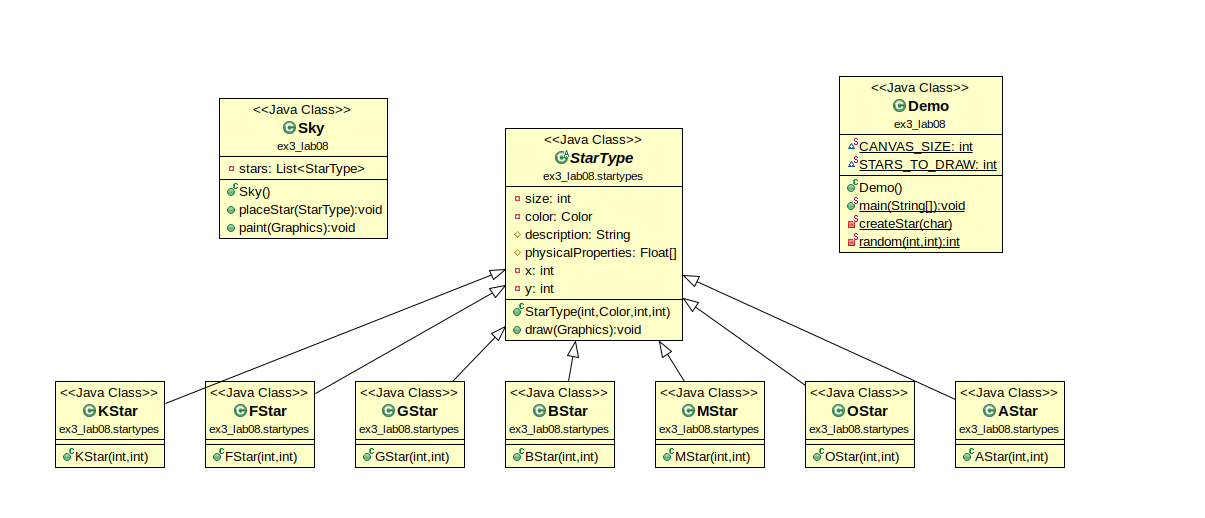 <<Java Class>>
Sky
ex3_lab08
stars: List<StarType>
Sky()
placeStar(StarType):void
paint(Graphics):void
<<Java Class>>
StarType
ex3_lab08.startypes
size: int
color: Color
description: String
physicalProperties: Float[]
x: int
y: int
StarType(int,Color,int,int)
draw(Graphics):void
<<Java Class>>
Demo
ex3_lab08
CANVAS_SIZE: int
STARS_TO_DRAW: int
Demo()
main(String[]):void
createStar(char)
random(int,int):int
<<Java Class>>
KStar
ex3_lab08.startypes
KStar(int,int)
<<Java Class>>
FStar
ex3_lab08.startypes
FStar(int,int)
<<Java Class>>
GStar
ex3_lab08.startypes
GStar(int,int)
<<Java Class>>
BStar
ex3_lab08.startypes
BStar(int,int)
<<Java Class>>
MStar
ex3_lab08.startypes
MStar(int,int)
<<Java Class>>
OStar
ex3_lab08.startypes
OStar(int,int)
<<Java Class>>
AStar
ex3_lab08.startypes
AStar(int,int)